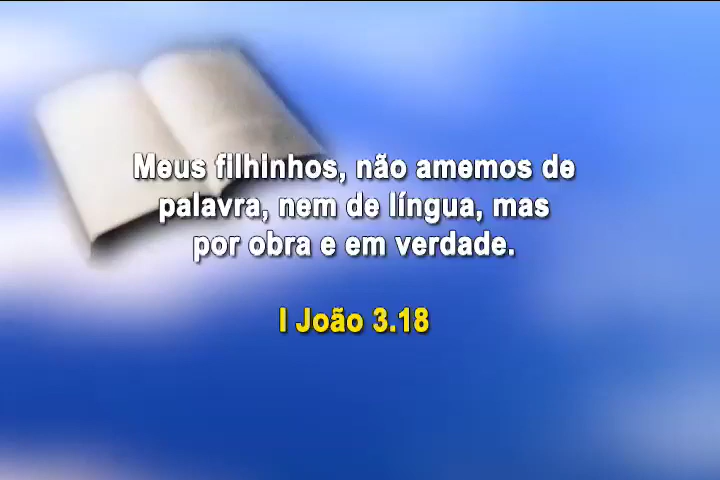 Meus filhinhos, não amemos de
palavra, nem de língua, mas
por obra e em verdade.
I João 3.18